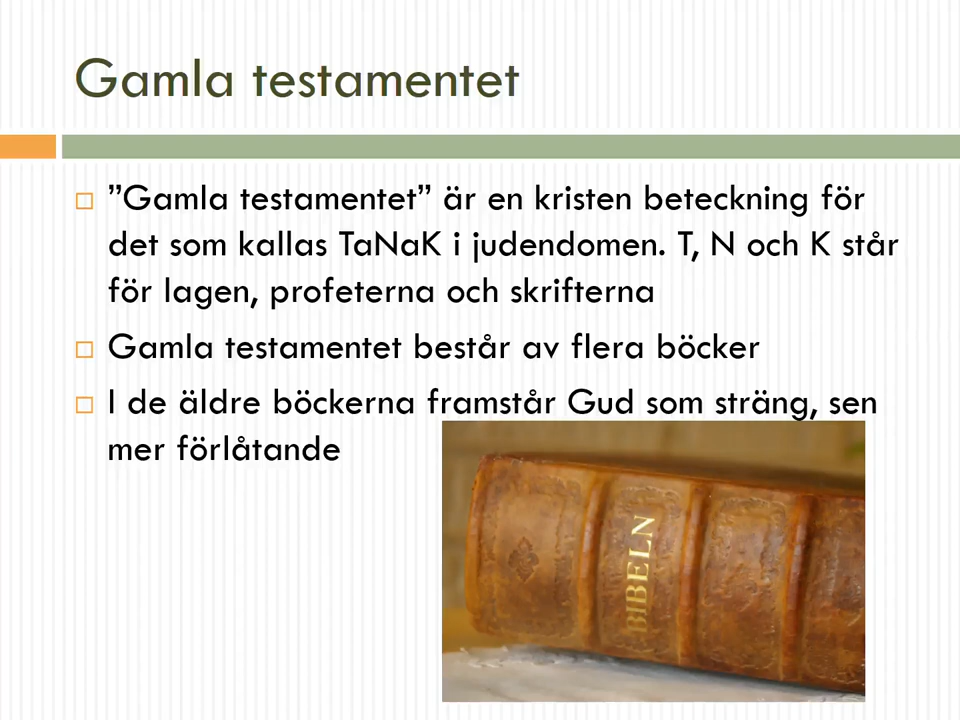 Gamla testamentet
”Gamla testamentet” är en kristen beteckning för
det som kallas TaNaK i judendomen. T, N och K står
för lagen, profeterna och skrifterna
Gamla testamentet består av flera böcker
I de äldre böckerna framstår Gud som sträng, sen
mer förlåtande
BIBELN